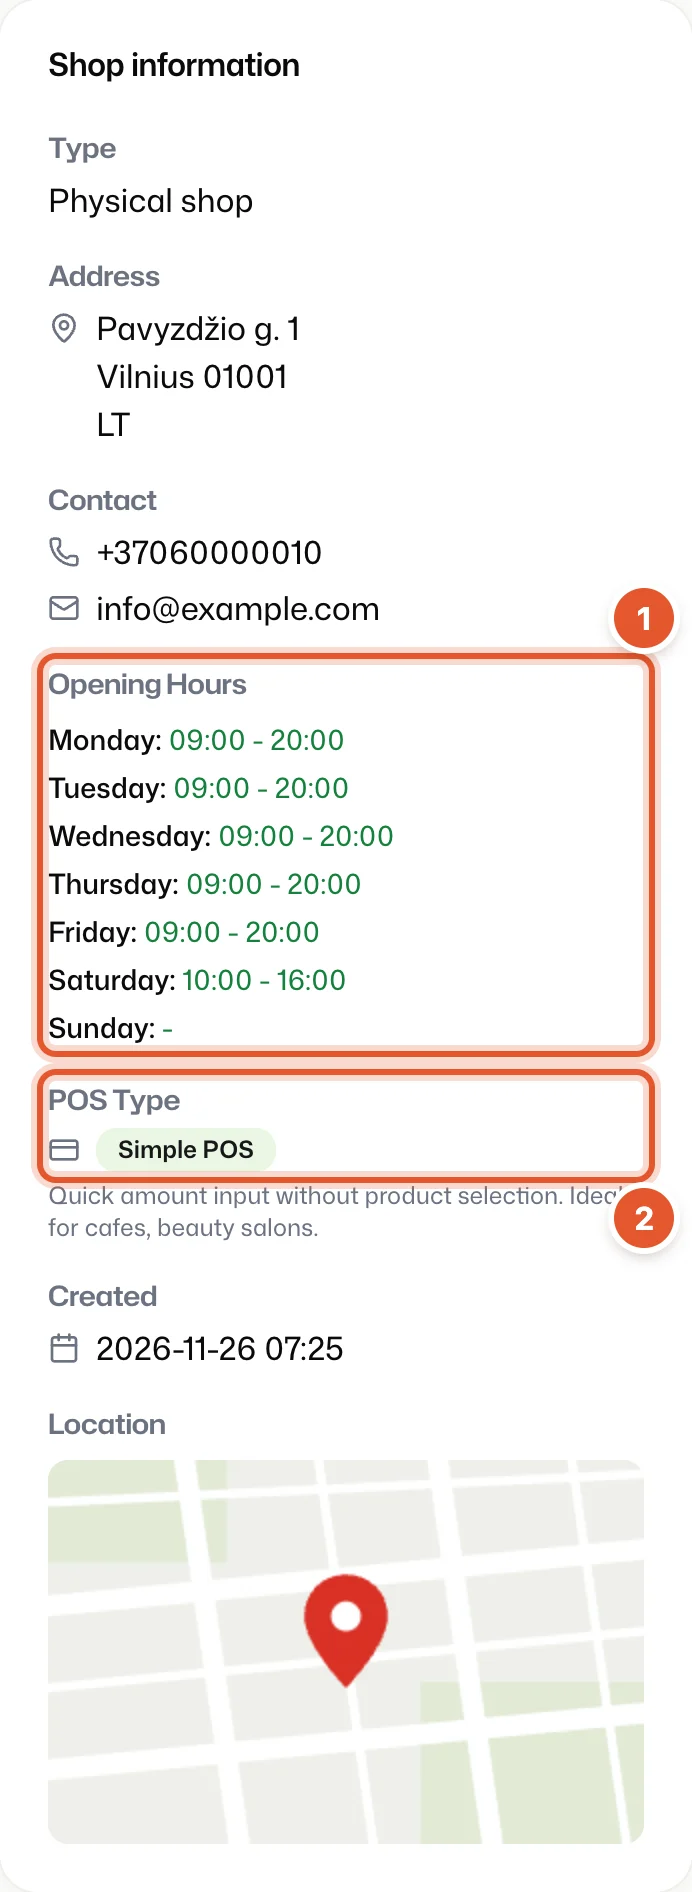 Shop information
Type
Physical shop
Address
Pavyzdžio g. 1
Vilnius 01001
LT
Contact
+37060000010
info@example.com
1
Opening Hours
Monday: 09:00 - 20:00
Tuesday: 09:00 - 20:00
Wednesday: 09:00 - 20:00
Thursday: 09:00 - 20:00
Friday: 09:00 - 20:00
Saturday: 10:00 - 16:00
Sunday: -
POS Type
Simple POS
Quick amount input without product selection. Ideal
2
for cafes, beauty salons.
Created
2026-11-26 07:25
Location